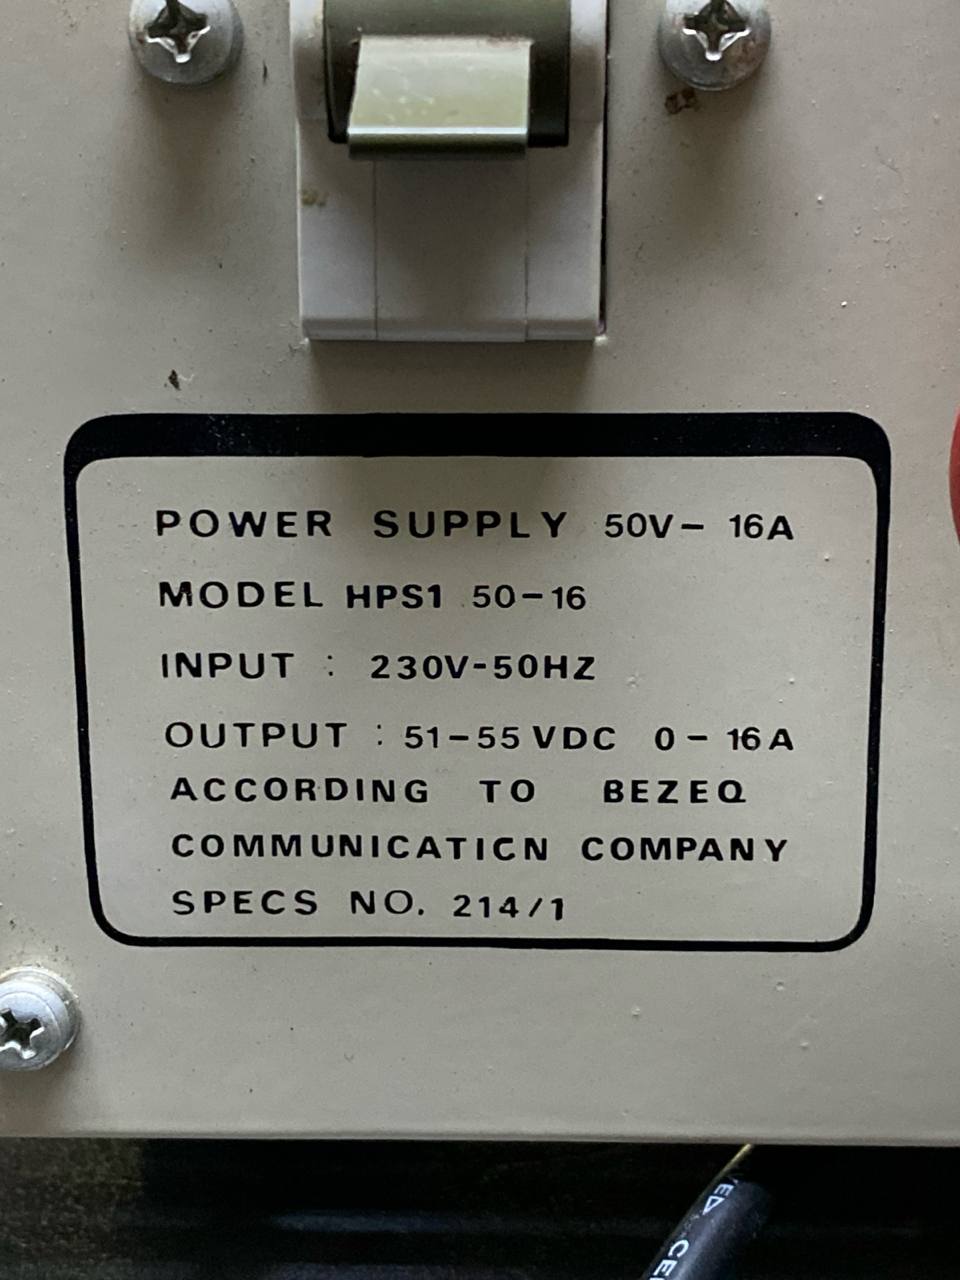 POWER SUPPLY 50V- 16A
MODEL HPS1 50-16
INPUT : 230V-50HZ
OUTPUT : 51-55 VDC 0-16A
ACCORDING TO BEZEQ
COMMUNICATION COMPANY
SPECS NO. 214/1